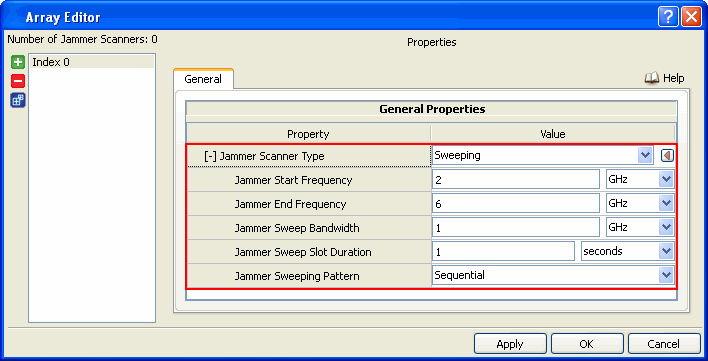 Array Editor
Number of Jammer Scanners: 0
Properties
Index 0
General
Help
General Properties
Property Value
[-] Jammer Scanner Type Sweeping
Jammer Start Frequency 2 GHz
Jammer End Frequency 6 GHz
Jammer Sweep Bandwidth 1 GHz
Jammer Sweep Slot Duration 1 seconds
Jammer Sweeping Pattern Sequential
Apply OK Cancel